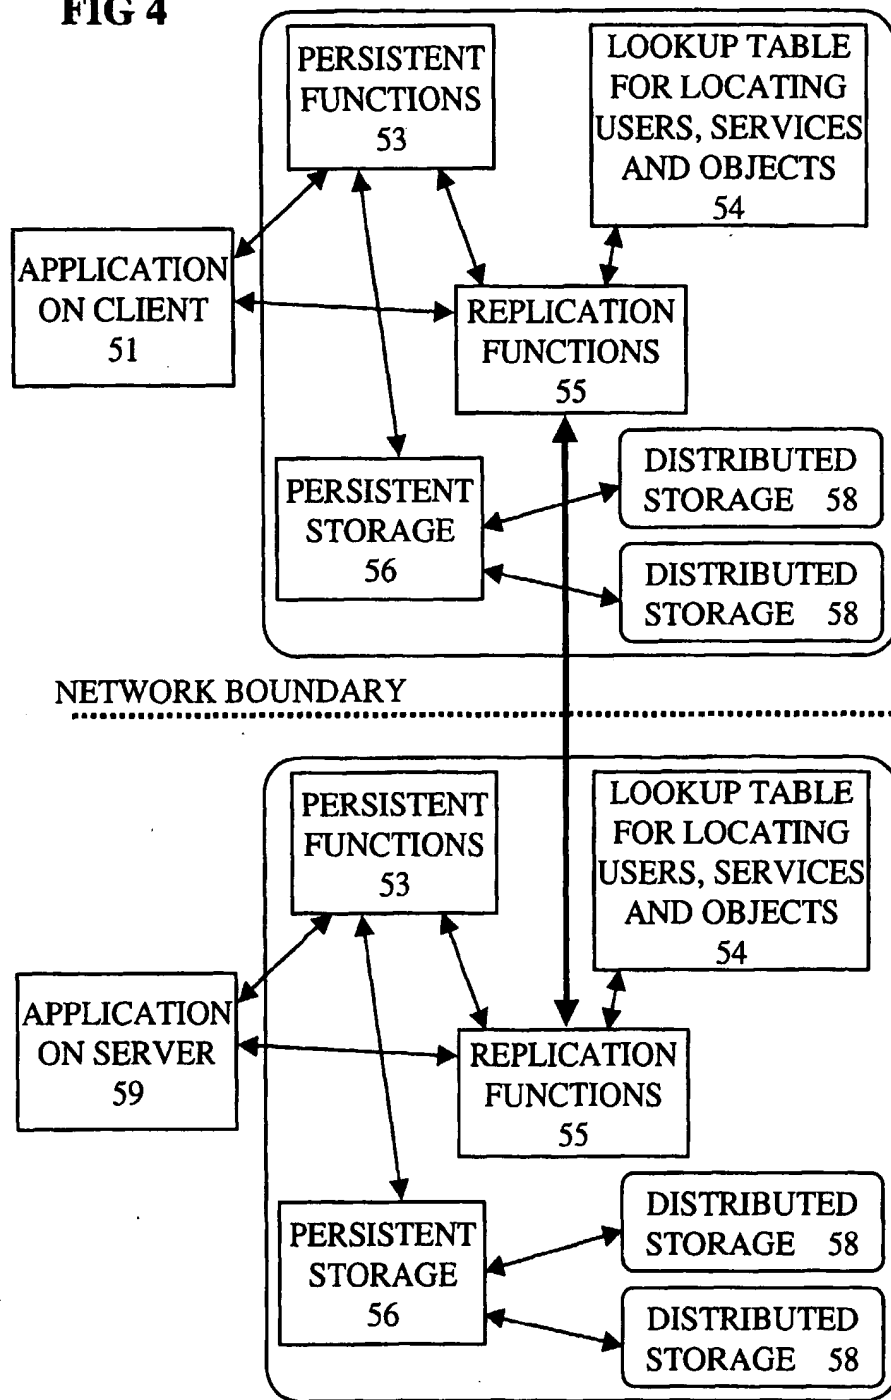 FIG 4
PERSISTENT
FUNCTIONS
53
LOOKUP TABLE
FOR LOCATING
USERS, SERVICES
AND OBJECTS
54
APPLICATION
ON CLIENT
51
REPLICATION
FUNCTIONS
55
PERSISTENT
STORAGE
56
DISTRIBUTED
STORAGE 58
DISTRIBUTED
STORAGE 58
NETWORK BOUNDARY
PERSISTENT
FUNCTIONS
53
LOOKUP TABLE
FOR LOCATING
USERS, SERVICES
AND OBJECTS
54
APPLICATION
ON SERVER
59
REPLICATION
FUNCTIONS
55
PERSISTENT
STORAGE
56
DISTRIBUTED
STORAGE 58
DISTRIBUTED
STORAGE 58